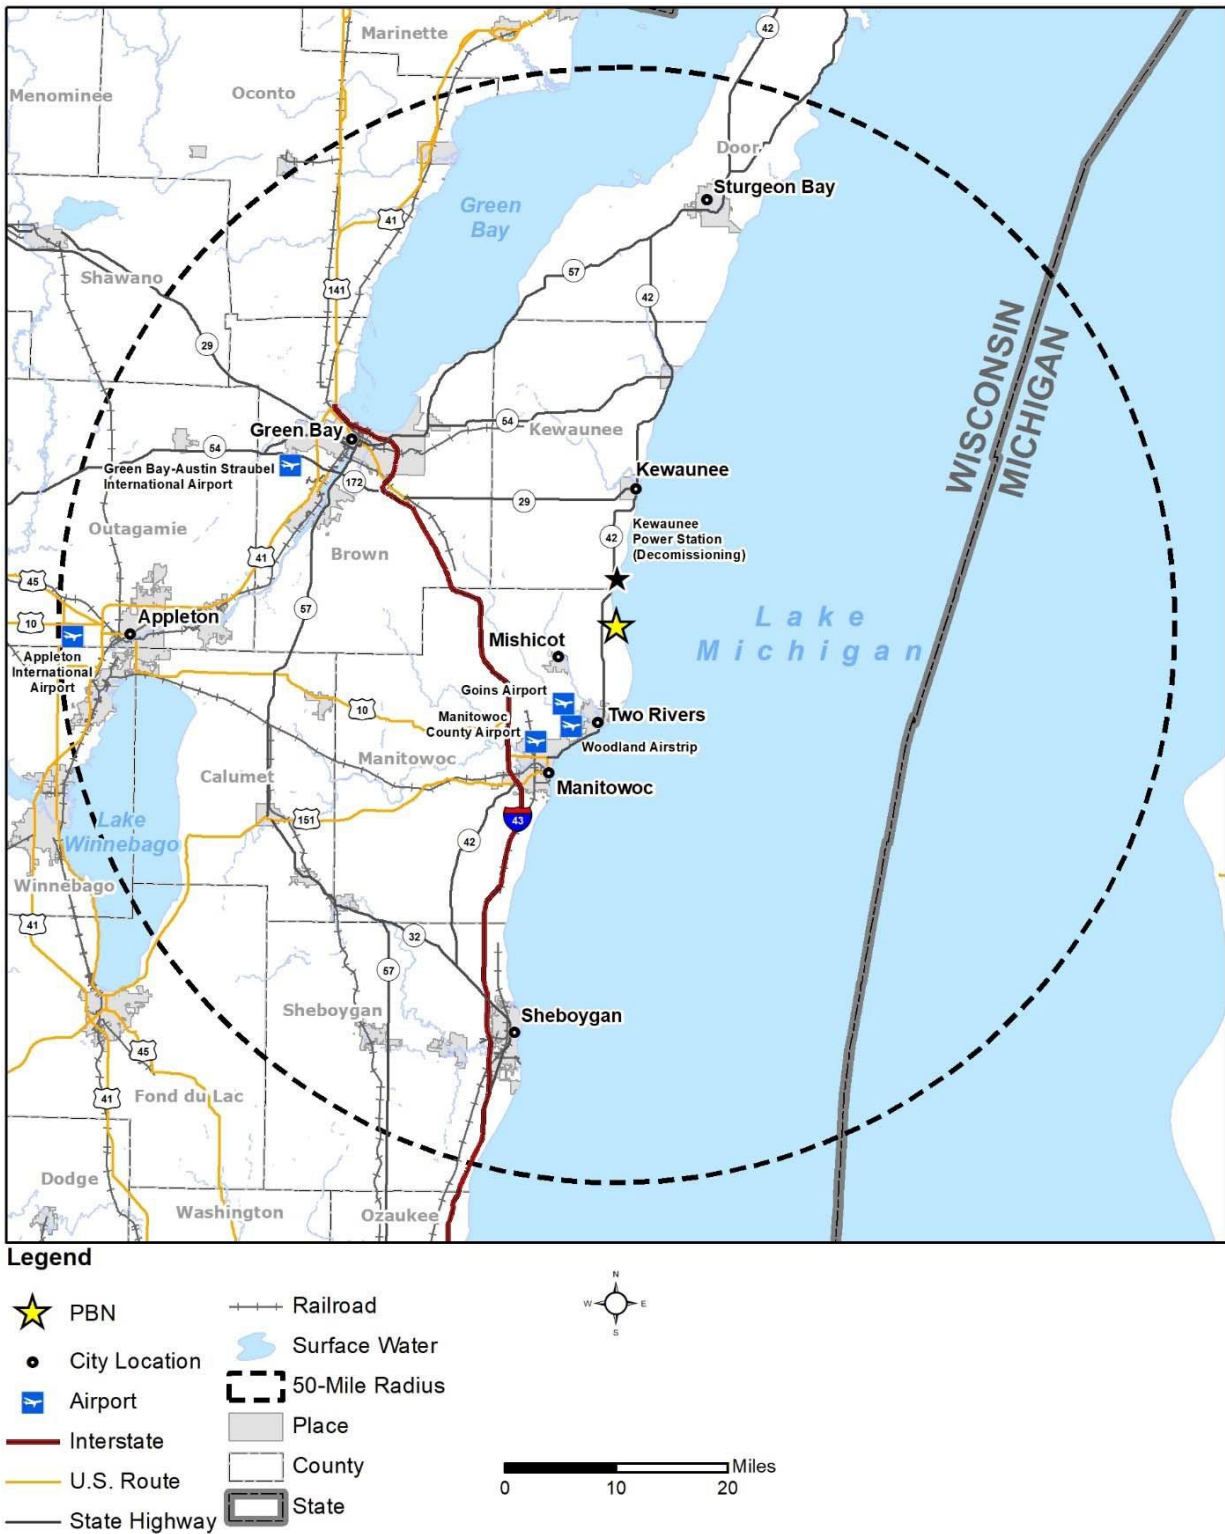 Marinette
42
Menominee
Oconto
Door
Sturgeon Bay
Green
Bay
41
57
Shawano
141
42
WISCONSIN
MICHIGAN
29
54
Green Bay
Kewaunee
54
Green Bay-Austin Straubel
International Airport
172
Kewaunee
29
Outagamie
42
Kewaunee
Power Station
(Decomissioning)
41
Brown
45
57
10
Appleton
Lake
Michigan
Mishicot
Appleton
International
Airport
Goins Airport
10
Manitowoc
County Airport
Two Rivers
Woodland Airstrip
Manitowoc
Calumet
Manitowoc
Lake
Winnebago
151
43
42
Winnebago
41
32
57
Sheboygan
Sheboygan
45
41
Fond du Lac
Dodge
Washington
Ozaukee
Legend
PBN
City Location
Airport
Interstate
U.S. Route
State Highway
Railroad
Surface Water
50-Mile Radius
Place
County
State
N
W
E
S
Miles
0
10
20